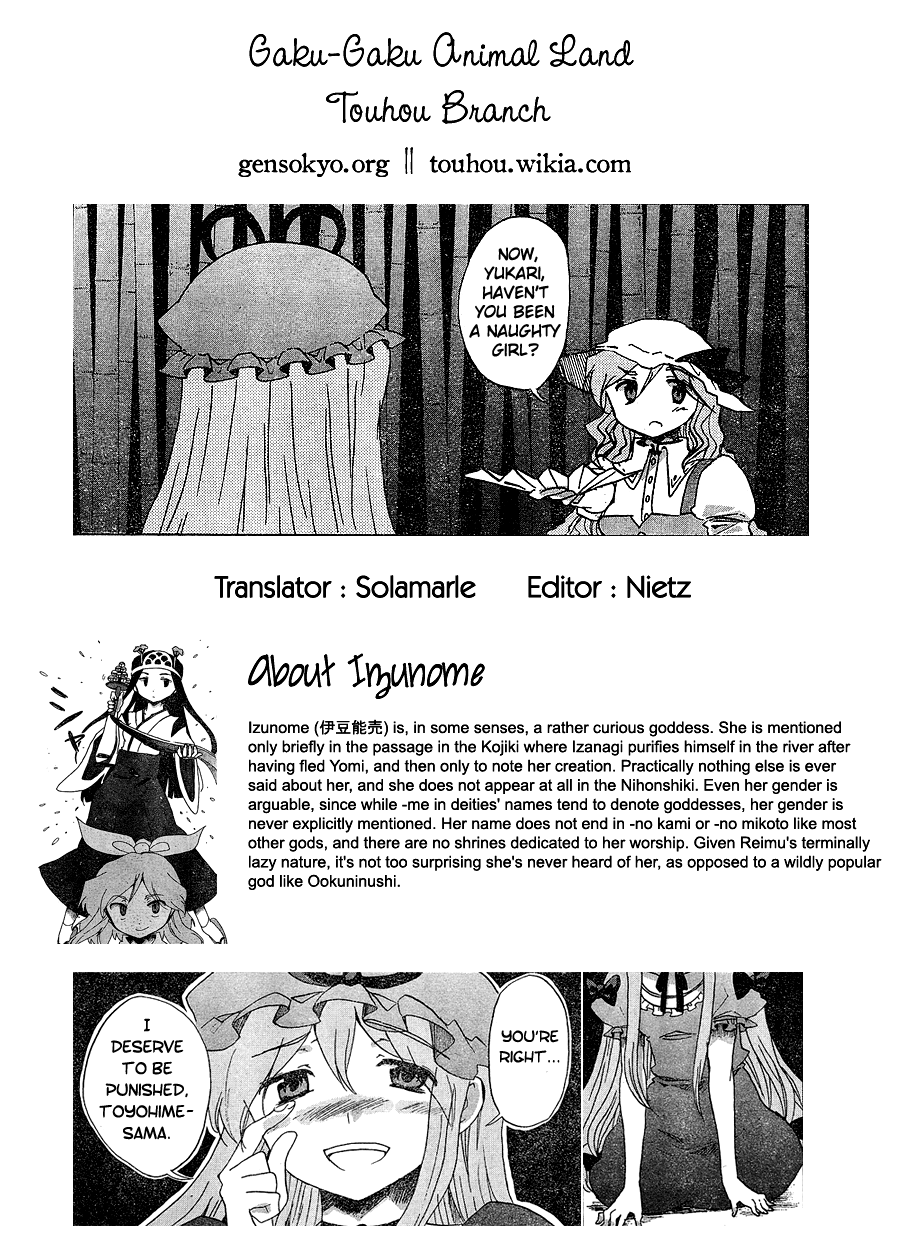 Gaku-Gaku Animal Land
Touhou Branch
gensokyo.org || touhou.wikia.com
NOW,
YUKARI,
HAVEN'T
YOU BEEN
A NAUGHTY
GIRL?
Translator : Solamarle Editor : Nietz
About Izunome
Izunome (伊豆能売) is, in some senses, a rather curious goddess. She is mentioned
only briefly in the passage in the Kojiki where Izanagi purifies himself in the river after
having fled Yomi, and then only to note her creation. Practically nothing else is ever
said about her, and she does not appear at all in the Nihonshiki. Even her gender is
arguable, since while -me in deities' names tend to denote goddesses, her gender is
never explicitly mentioned. Her name does not end in -no kami or -no mikoto like most
other gods, and there are no shrines dedicated to her worship. Given Reimu's terminally
lazy nature, it's not too surprising she's never heard of her, as opposed to a wildly popular
god like Ookuninushi.
YOU'RE
RIGHT...
I
DESERVE
TO BE
PUNISHED,
TOYOHIME-
SAMA.